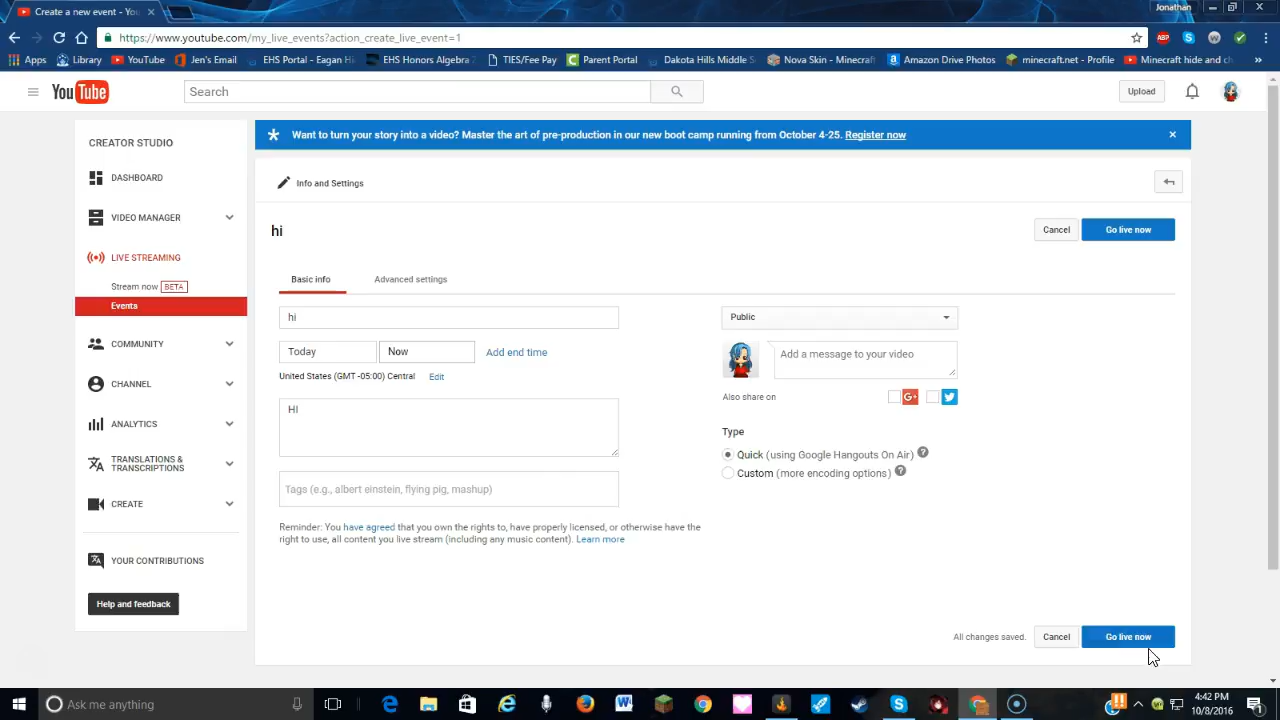 Create a new event - You
Jonathan
https://www.youtube.com/my_live_events?action_create_live_event=1
Apps Library YouTube Jen's Email EHS Portal - Eagan Hi EHS Honors Algebra 2 TIES/Fee Pay Parent Portal Dakota Hills Middle S Nova Skin - Minecraft Amazon Drive Photos minecraft.net - Profile Minecraft hide and c »
YouTube
Search
Upload
CREATOR STUDIO
DASHBOARD
VIDEO MANAGER
LIVE STREAMING
Stream now BETA
Events
COMMUNITY
CHANNEL
ANALYTICS
TRANSLATIONS &
TRANSCRIPTIONS
CREATE
YOUR CONTRIBUTIONS
Help and feedback
Want to turn your story into a video? Master the art of pre-production in our new boot camp running from October 4-25. Register now
Info and Settings
hi
Cancel Go live now
Basic info Advanced settings
hi
Today Now Add end time
United States (GMT -05:00) Central Edit
HI
Tags (e.g., albert einstein, flying pig, mashup)
Reminder: You have agreed that you own the rights to, have properly licensed, or otherwise have the
right to use, all content you live stream (including any music content). Learn more
Public
Add a message to your video
Also share on
Type
Quick (using Google Hangouts On Air)
Custom (more encoding options)
All changes saved. Cancel Go live now
Ask me anything
4:42 PM
10/8/2016